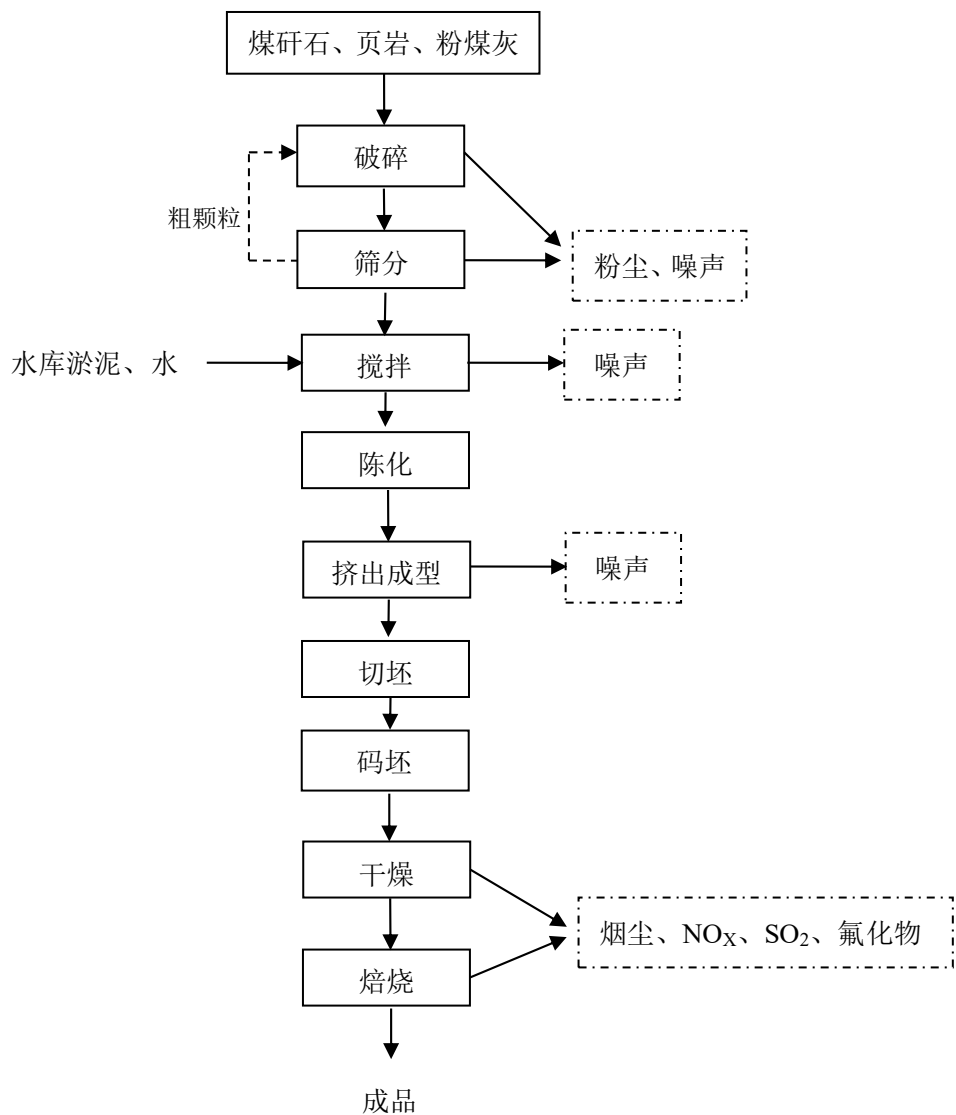 煤矸石、页岩、粉煤灰
破碎
粗颗粒
筛分
粉尘、噪声
水库淤泥、水
搅拌
噪声
陈化
挤出成型
噪声
切坯
码坯
干燥
烟尘、NOX、SO2、氟化物
焙烧
成品